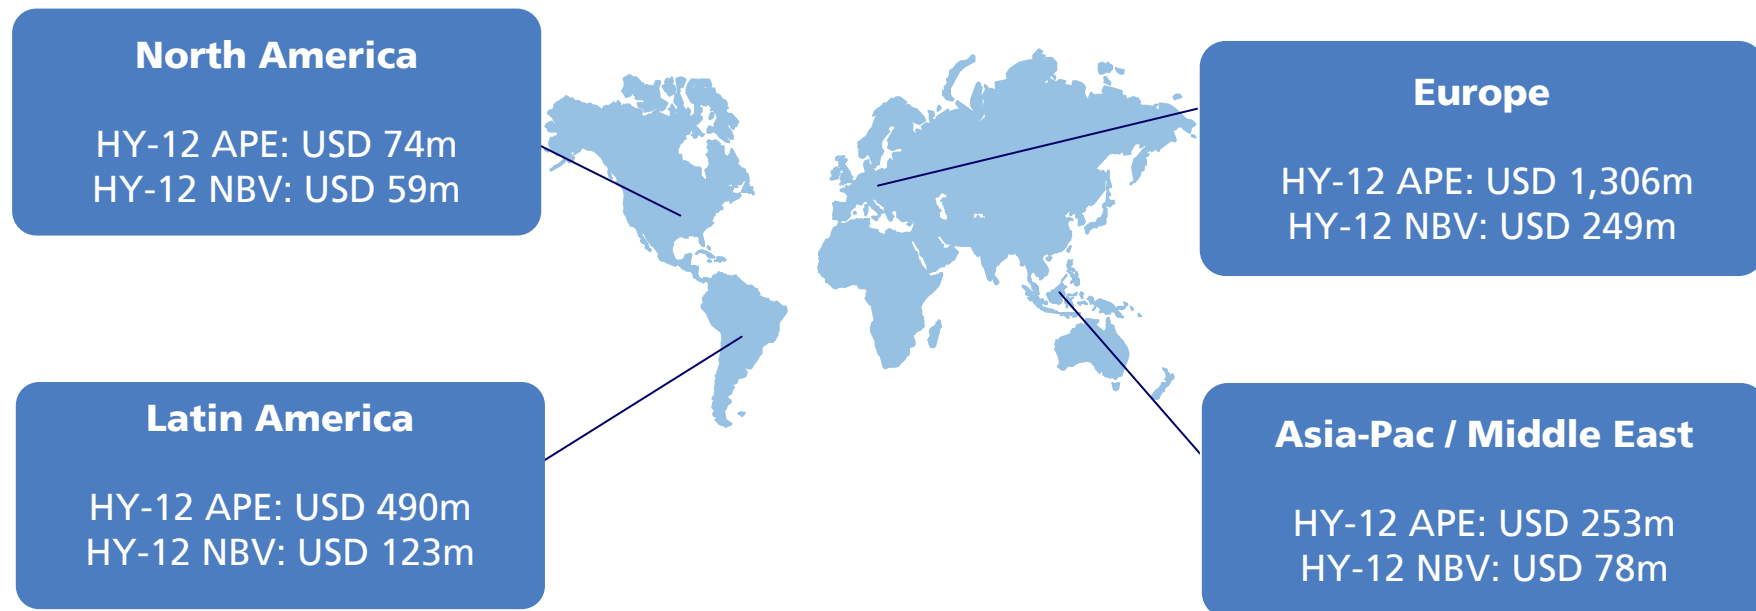 North America
HY-12 APE: USD 74m
HY-12 NBV: USD 59m
Europe
HY-12 APE: USD 1,306m
HY-12 NBV: USD 249m
Latin America
HY-12 APE: USD 490m
HY-12 NBV: USD 123m
Asia-Pac / Middle East
HY-12 APE: USD 253m
HY-12 NBV: USD 78m